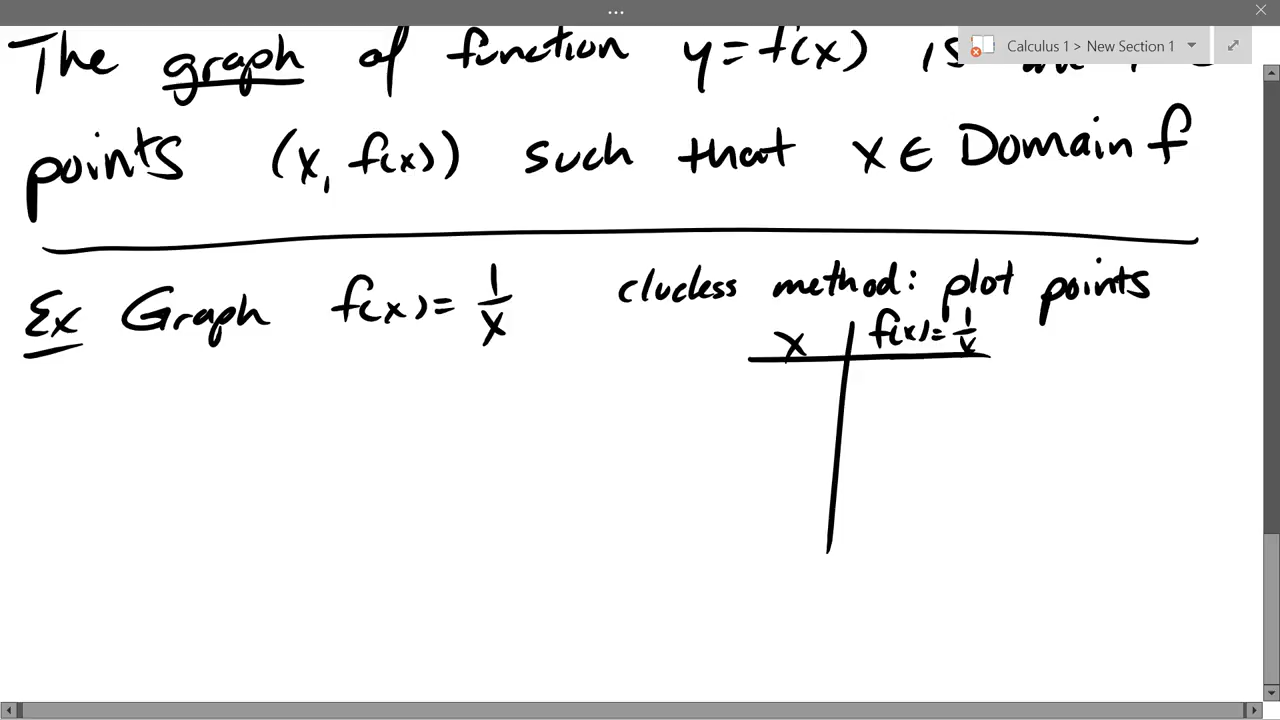 Calculus 1 > New Section 1
The graph of function y=f(x) is
points (x, f(x)) such that x ∈ Domain f
Ex Graph f(x)= 1/x
clueless method: plot points
x f(x)= 1/x